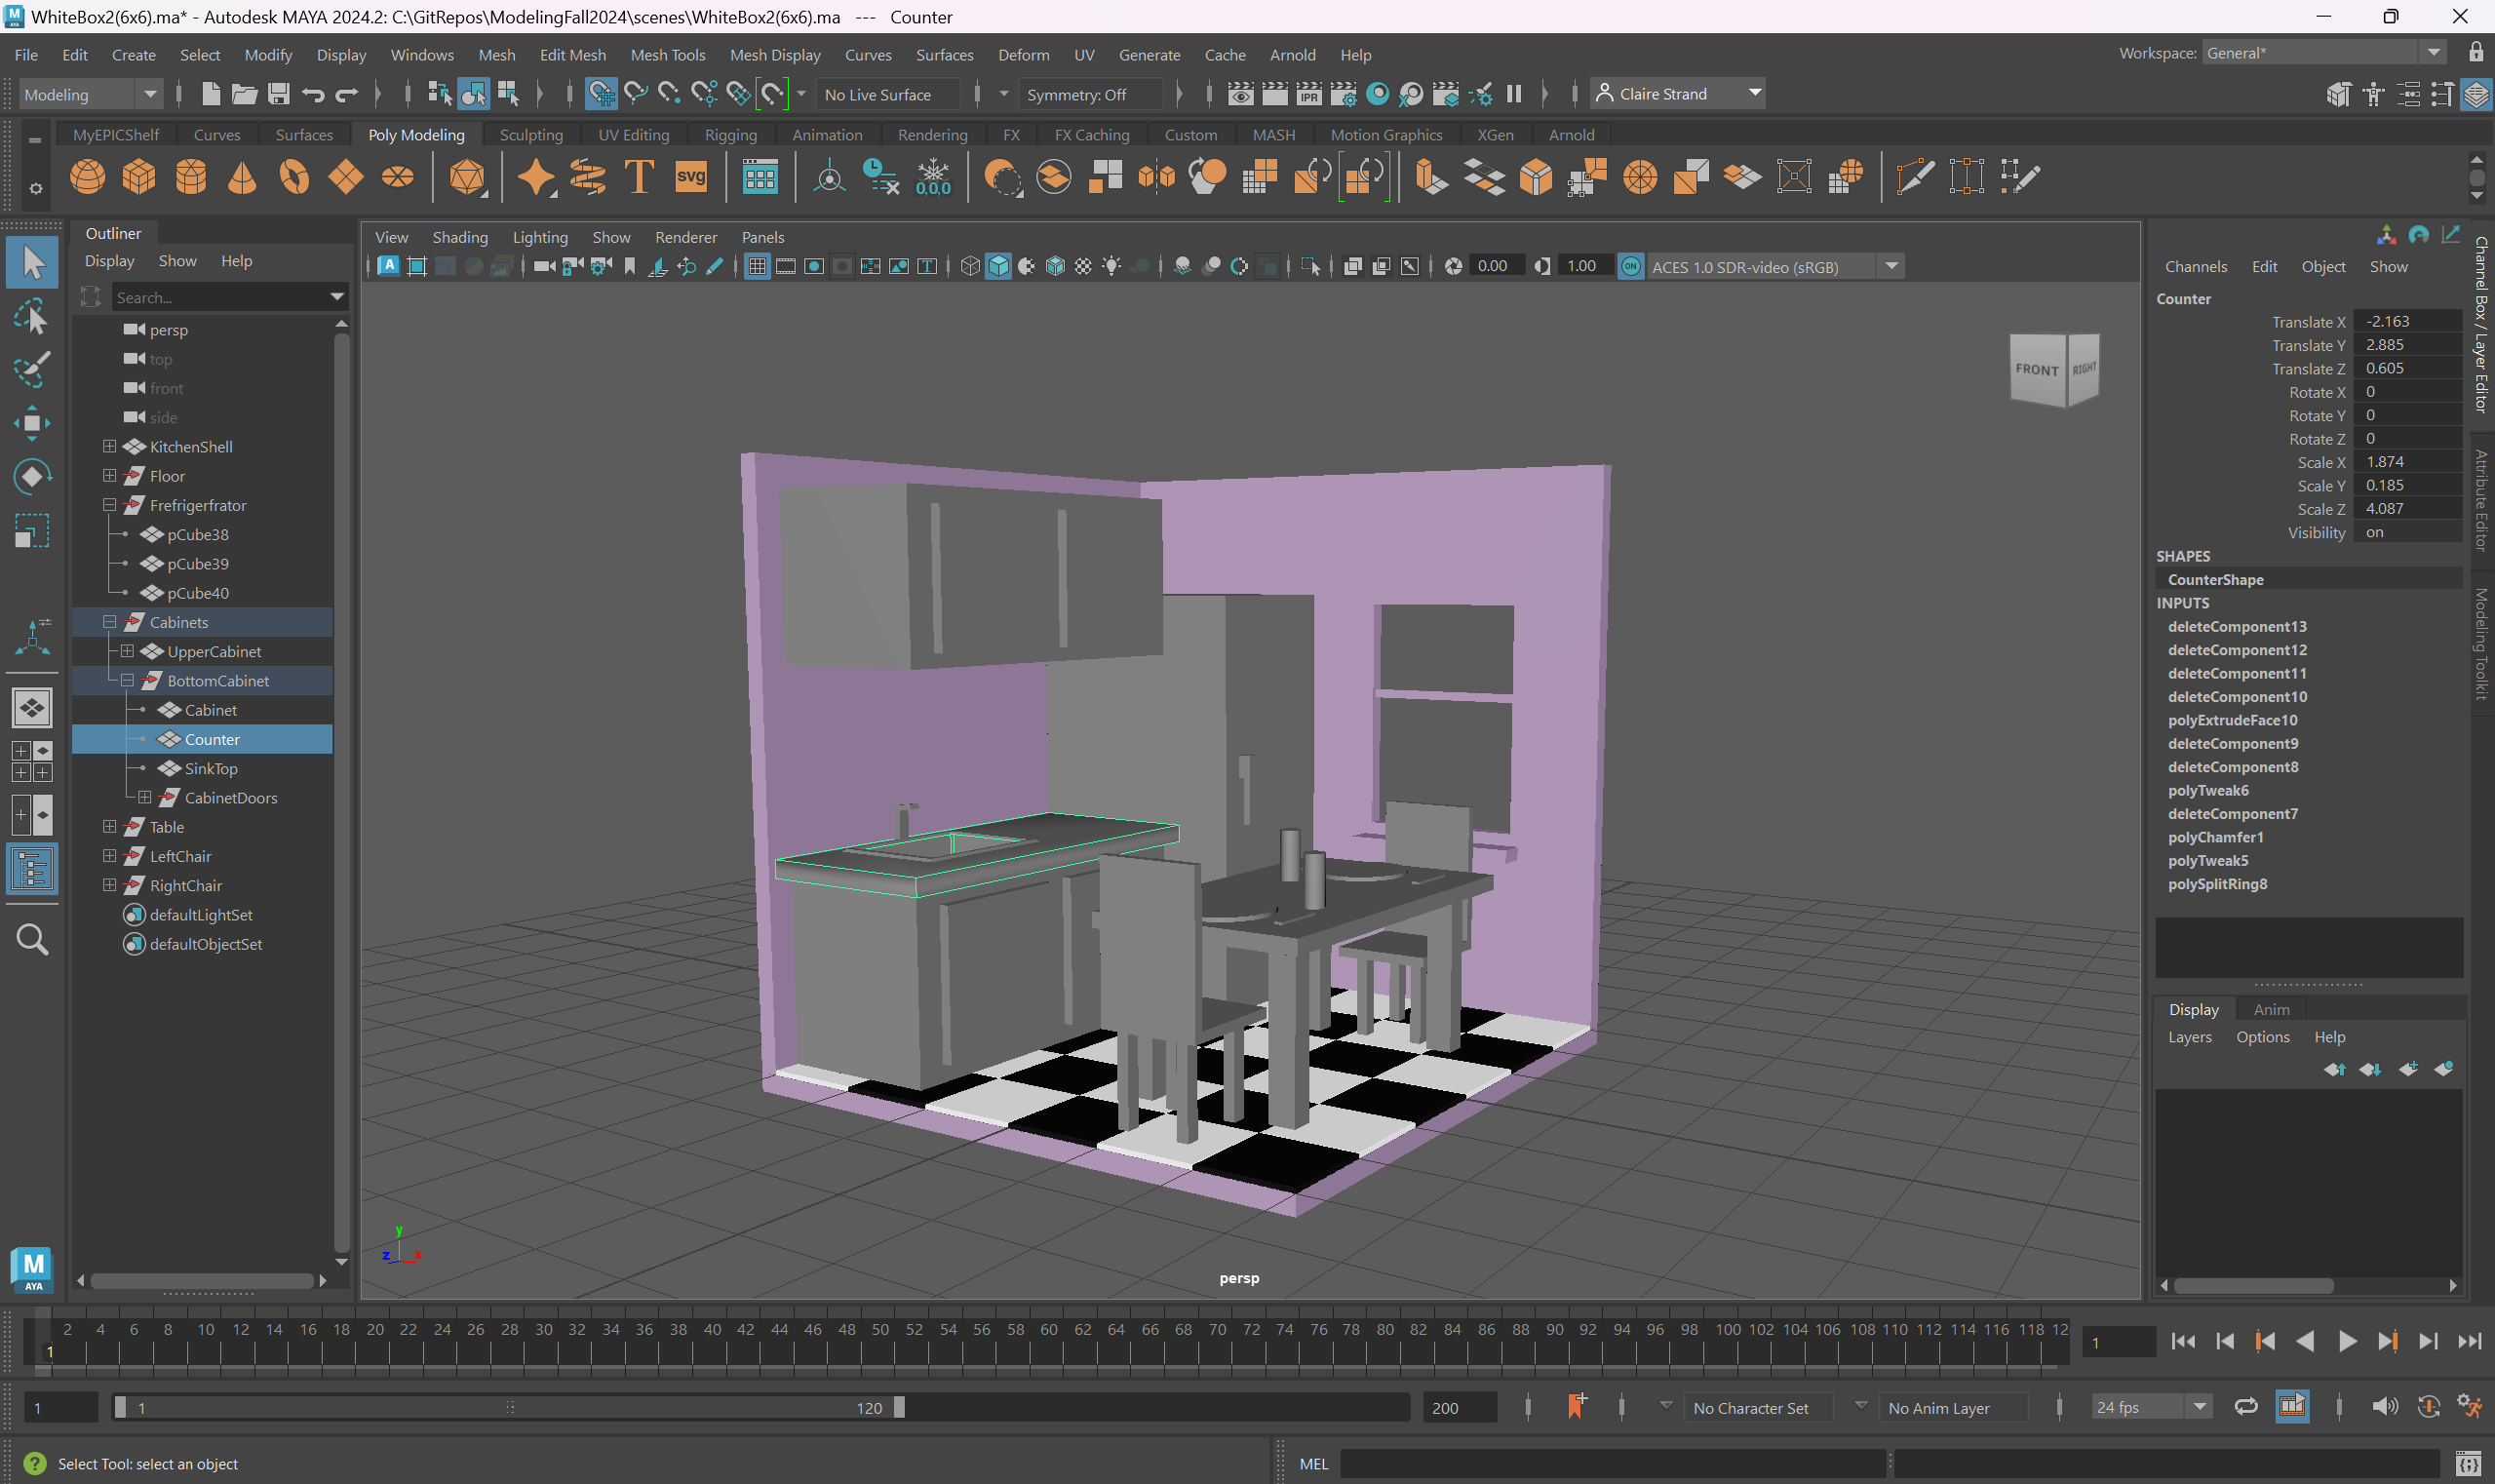 WhiteBox2(6x6).ma* - Autodesk MAYA 2024.2: C:\GitRepos\ModelingFall2024\scenes\WhiteBox2(6x6).ma --- Counter
File Edit Create Select Modify Display Windows Mesh Edit Mesh Mesh Tools Mesh Display Curves Surfaces Deform UV Generate Cache Arnold Help
Workspace: General*
Modeling
No Live Surface
Symmetry: Off
IPR
Claire Strand
MyEPICShelf Curves Surfaces Poly Modeling Sculpting UV Editing Rigging Animation Rendering FX FX Caching Custom MASH Motion Graphics XGen Arnold
T svg 0,0,0
Outliner
Display Show Help
Search...
persp
top
front
side
KitchenShell
Floor
Frefrigerfrator
pCube38
pCube39
pCube40
Cabinets
UpperCabinet
BottomCabinet
Cabinet
Counter
SinkTop
CabinetDoors
Table
LeftChair
RightChair
defaultLightSet
defaultObjectSet
M
AYA
View Shading Lighting Show Renderer Panels
0.00 1.00 ON ACES 1.0 SDR-video (sRGB)
FRONT RIGHT
y
z x
persp
Channels Edit Object Show
Counter
Translate X -2.163
Translate Y 2.885
Translate Z 0.605
Rotate X 0
Rotate Y 0
Rotate Z 0
Scale X 1.874
Scale Y 0.185
Scale Z 4.087
Visibility on
SHAPES
CounterShape
INPUTS
deleteComponent13
deleteComponent12
deleteComponent11
deleteComponent10
polyExtrudeFace10
deleteComponent9
deleteComponent8
polyTweak6
deleteComponent7
polyChamfer1
polyTweak5
polySplitRing8
Channel Box / Layer Editor
Attribute Editor
Modeling Toolkit
Display Anim
Layers Options Help
2 4 6 8 10 12 14 16 18 20 22 24 26 28 30 32 34 36 38 40 42 44 46 48 50 52 54 56 58 60 62 64 66 68 70 72 74 76 78 80 82 84 86 88 90 92 94 96 98 100 102 104 106 108 110 112 114 116 118 12
1
1
1 1 120 200
No Character Set
No Anim Layer
24 fps
Select Tool: select an object
MEL